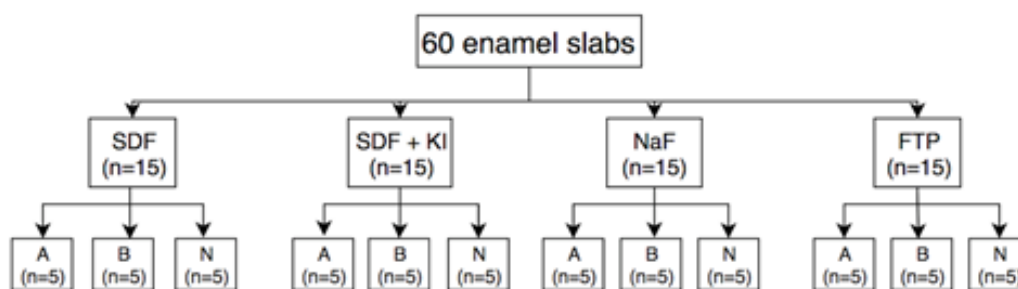 60 enamel slabs
SDF
(n=15)
SDF + KI
(n=15)
NaF
(n=15)
FTP
(n=15)
A
(n=5)
B
(n=5)
N
(n=5)
A
(n=5)
B
(n=5)
N
(n=5)
A
(n=5)
B
(n=5)
N
(n=5)
A
(n=5)
B
(n=5)
N
(n=5)